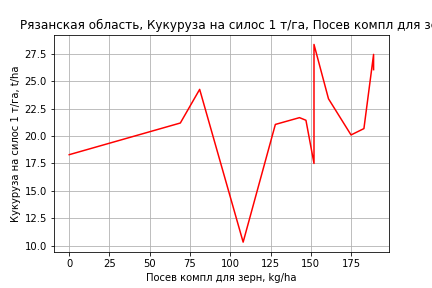 Рязанская область, Кукуруза на силос 1 т/га, Посев компл для з
Кукуруза на силос 1 т/га, t/ha
27.5
25.0
22.5
20.0
17.5
15.0
12.5
10.0
0 25 50 75 100 125 150 175
Посев компл для зерн, kg/ha